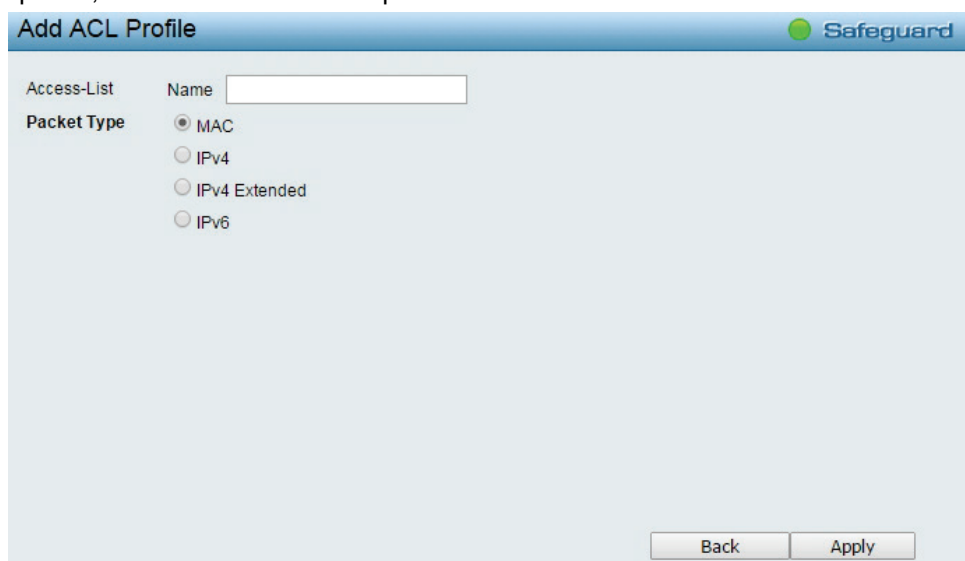 Add ACL Profile Safeguard
Access-List Name
Packet Type MAC
IPv4
IPv4 Extended
IPv6
Back Apply